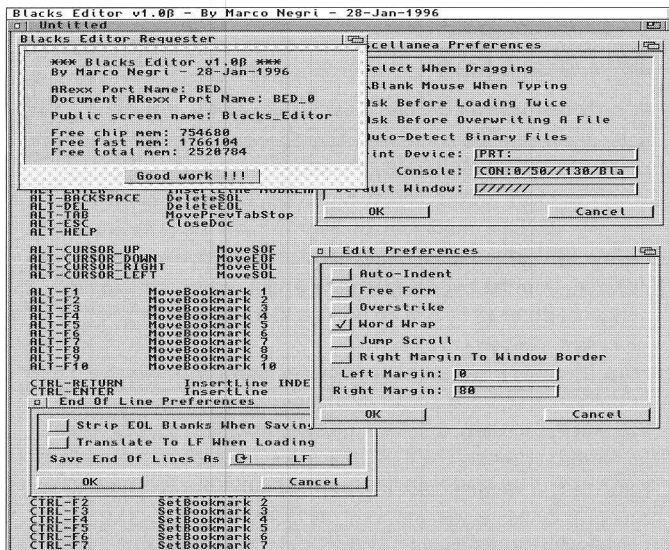 Blacks Editor v1.0β - By Marco Negri - 28-Jan-1996
Untitled
Blacks Editor Requester
*** Blacks Editor v1.0β ***
By Marco Negri - 28-Jan-1996
ARexx Port Name: BED
Document ARexx Port Name: BED_0
Public screen name: Blacks_Editor
Free chip mem: 754680
Free fast mem: 1766104
Free total mem: 2520784
Good work !!!
scellanea Preferences
Select When Dragging
Blank Mouse When Typing
Ask Before Loading Twice
Ask Before Overwriting A File
Auto-Detect Binary Files
rint Device: PRT:
Console: CON:0/50//130/Bla
Default Window: //////
OK Cancel
ALT-ENTER InsertLine NOBREAK
ALT-BACKSPACE DeleteSOL
ALT-DEL DeleteEOL
ALT-TAB MovePrevTabStop
ALT-ESC CloseDoc
ALT-HELP
ALT-CURSOR_UP MoveSOF
ALT-CURSOR_DOWN MoveEOF
ALT-CURSOR_RIGHT MoveEOL
ALT-CURSOR_LEFT MoveSOL
ALT-F1 MoveBookmark 1
ALT-F2 MoveBookmark 2
ALT-F3 MoveBookmark 3
ALT-F4 MoveBookmark 4
ALT-F5 MoveBookmark 5
ALT-F6 MoveBookmark 6
ALT-F7 MoveBookmark 7
ALT-F8 MoveBookmark 8
ALT-F9 MoveBookmark 9
ALT-F10 MoveBookmark 10
CTRL-RETURN InsertLine INDE
CTRL-ENTER InsertLine
Edit Preferences
Auto-Indent
Free Form
Overstrike
Word Wrap
Jump Scroll
Right Margin To Window Border
Left Margin: 0
Right Margin: 80
OK Cancel
End Of Line Preferences
Strip EOL Blanks When Saving
Translate To LF When Loading
Save End Of Lines As LF
OK Cancel
CTRL-F2 SetBookmark 2
CTRL-F3 SetBookmark 3
CTRL-F4 SetBookmark 4
CTRL-F5 SetBookmark 5
CTRL-F6 SetBookmark 6
CTRL-F7 SetBookmark 7